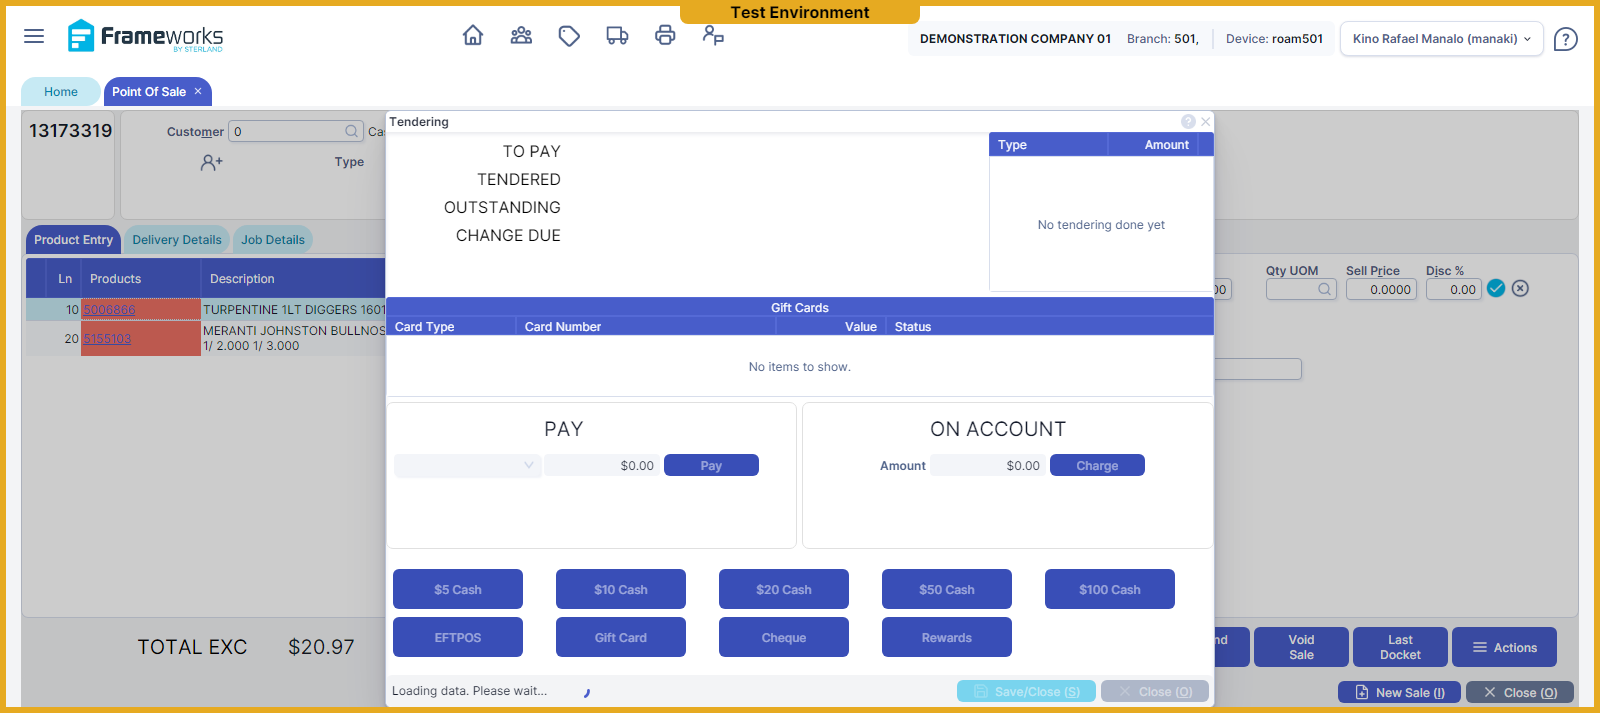 Test Environment
Frameworks
BY STERLAND
DEMONSTRATION COMPANY 01
Branch: 501,
Device: roam501
Kino Rafael Manalo (manaki)
Home
Point Of Sale
13173319
Customer
0
Cas
Type
Tendering
TO PAY
TENDERED
OUTSTANDING
CHANGE DUE
Type
Amount
No tendering done yet
Product Entry
Delivery Details
Job Details
Ln
Products
Description
10
5006866
TURPENTINE 1LT DIGGERS 1601
20
5155103
MERANTI JOHNSTON BULLNOS
1/ 2.000 1/ 3.000
Qty UOM
Sell Price
Disc %
00
0.0000
0.00
Gift Cards
Card Type
Card Number
Value
Status
No items to show.
PAY
$0.00
Pay
ON ACCOUNT
Amount
$0.00
Charge
$5 Cash
$10 Cash
$20 Cash
$50 Cash
$100 Cash
EFTPOS
Gift Card
Cheque
Rewards
TOTAL EXC
$20.97
nd
Void
Sale
Last
Docket
Actions
Loading data. Please wait...
Save/Close (S)
Close (O)
New Sale (I)
Close (O)